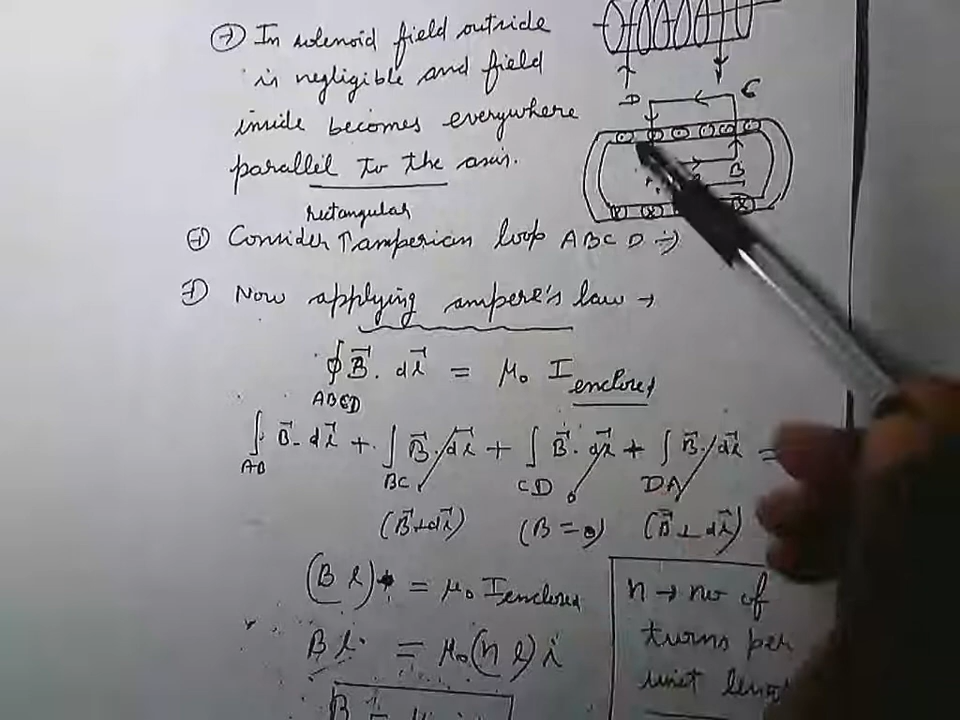 → In solenoid field outside
is negligible and field
inside becomes everywhere
parallel to the axis.
D C
B
rectangular
→ Consider amperian loop ABCD →
→ Now applying ampere's law →
∮ B⃗. dl⃗ = μ₀ I enclosed
ABCD
∫ B⃗. dl⃗ + ∫ B⃗. dl⃗ + ∫ B⃗. dl⃗ + ∫ B⃗. dl⃗ =
AB BC CD DA
0
(B⃗⊥dl⃗) (B = 0) (B⃗⊥ dl⃗)
(B l) = μ₀ I enclosed
B l = μ₀ (n l) i
n → no of
turns per
unit
B =